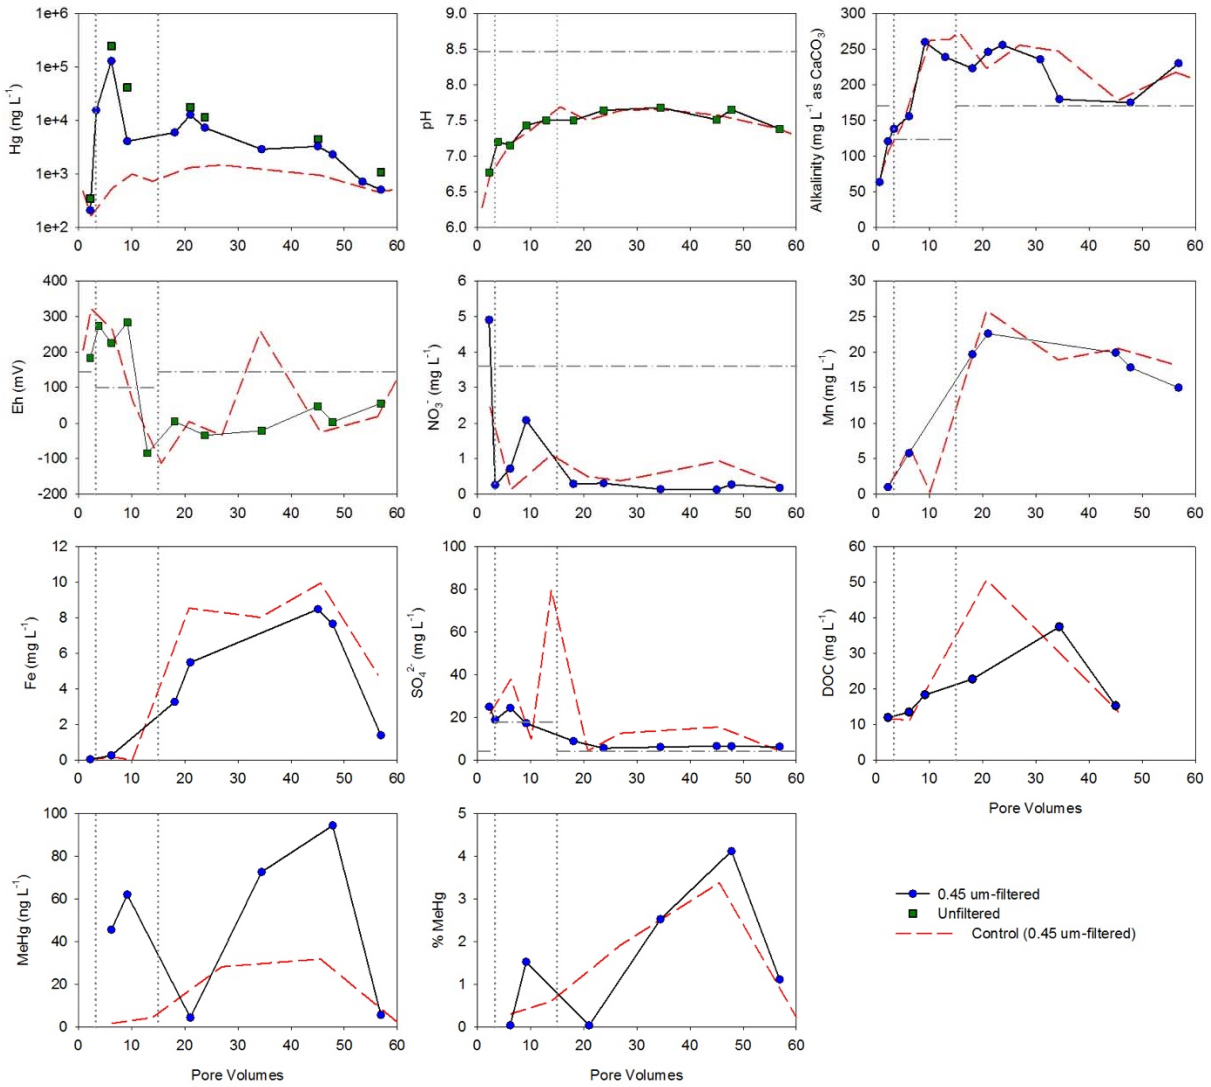 1e+6
1e+5
1e+4
1e+3
1e+2
Hg (ng L⁻¹)
0 10 20 30 40 50 60
9.0
8.5
8.0
7.5
7.0
6.5
6.0
pH
0 10 20 30 40 50 60
300
250
200
150
100
50
0
Alkalinity (mg L⁻¹ as CaCO₃)
0 10 20 30 40 50 60
400
300
200
100
0
-100
-200
Eh (mV)
0 10 20 30 40 50 60
6
5
4
3
2
1
0
NO₃⁻ (mg L⁻¹)
0 10 20 30 40 50 60
30
25
20
15
10
5
0
Mn (mg L⁻¹)
0 10 20 30 40 50 60
12
10
8
6
4
2
0
Fe (mg L⁻¹)
0 10 20 30 40 50 60
100
80
60
40
20
0
SO₄²⁻ (mg L⁻¹)
0 10 20 30 40 50 60
60
50
40
30
20
10
0
DOC (mg L⁻¹)
0 10 20 30 40 50 60
Pore Volumes
100
80
60
40
20
0
MeHg (ng L⁻¹)
0 10 20 30 40 50 60
Pore Volumes
5
4
3
2
1
0
% MeHg
0 10 20 30 40 50 60
Pore Volumes
0.45 um-filtered
Unfiltered
Control (0.45 um-filtered)